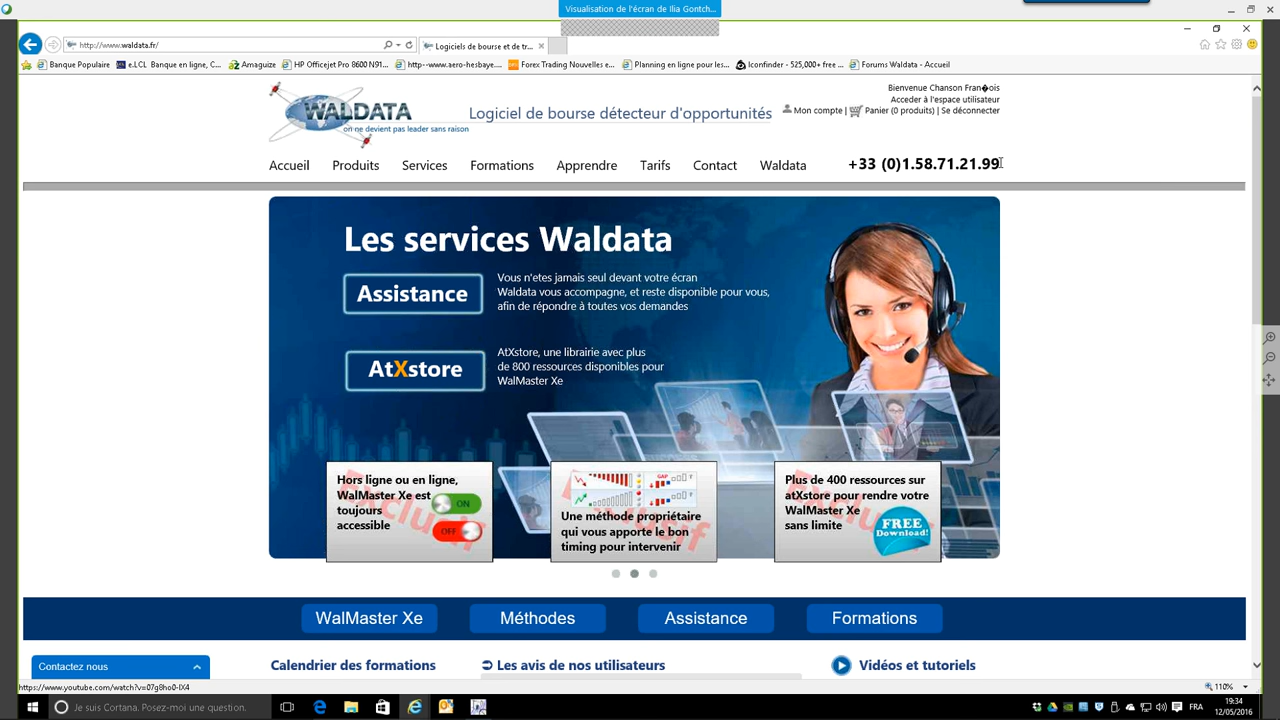 Visualisation de l'écran de Ilia Gontch...
http://www.waldata.fr/
Logiciels de bourse et de tr...
Banque Populaire
e.LCL Banque en ligne, C...
Amaguize
HP Officejet Pro 8600 N91...
http--www.aero-hesbaye....
Forex Trading Nouvelles e...
Planning en ligne pour les...
Iconfinder - 525,000+ free ...
Forums Waldata - Accueil
WALDATA
on ne devient pas leader sans raison
Logiciel de bourse détecteur d'opportunités
Bienvenue Chanson Fran�ois
Acceder à l'espace utilisateur
Mon compte | Panier (0 produits) | Se déconnecter
Accueil Produits Services Formations Apprendre Tarifs Contact Waldata
+33 (0)1.58.71.21.99
Les services Waldata
Assistance
Vous n'etes jamais seul devant votre écran
Waldata vous accompagne, et reste disponible pour vous,
afin de répondre à toutes vos demandes
AtXstore
AtXstore, une librairie avec plus
de 800 ressources disponibles pour
WalMaster Xe
Hors ligne ou en ligne,
WalMaster Xe est
toujours
accessible
ON
OFF
Exclusif
GAP
Une méthode propriétaire
qui vous apporte le bon
timing pour intervenir
Plus de 400 ressources sur
atXstore pour rendre votre
WalMaster Xe
sans limite
FREE
Download!
WalMaster Xe Méthodes Assistance Formations
Contactez nous
Calendrier des formations
Les avis de nos utilisateurs
Vidéos et tutoriels
https://www.youtube.com/watch?v=07g8ho0-IX4
110%
Je suis Cortana. Posez-moi une question.
FRA
19:34
12/05/2016